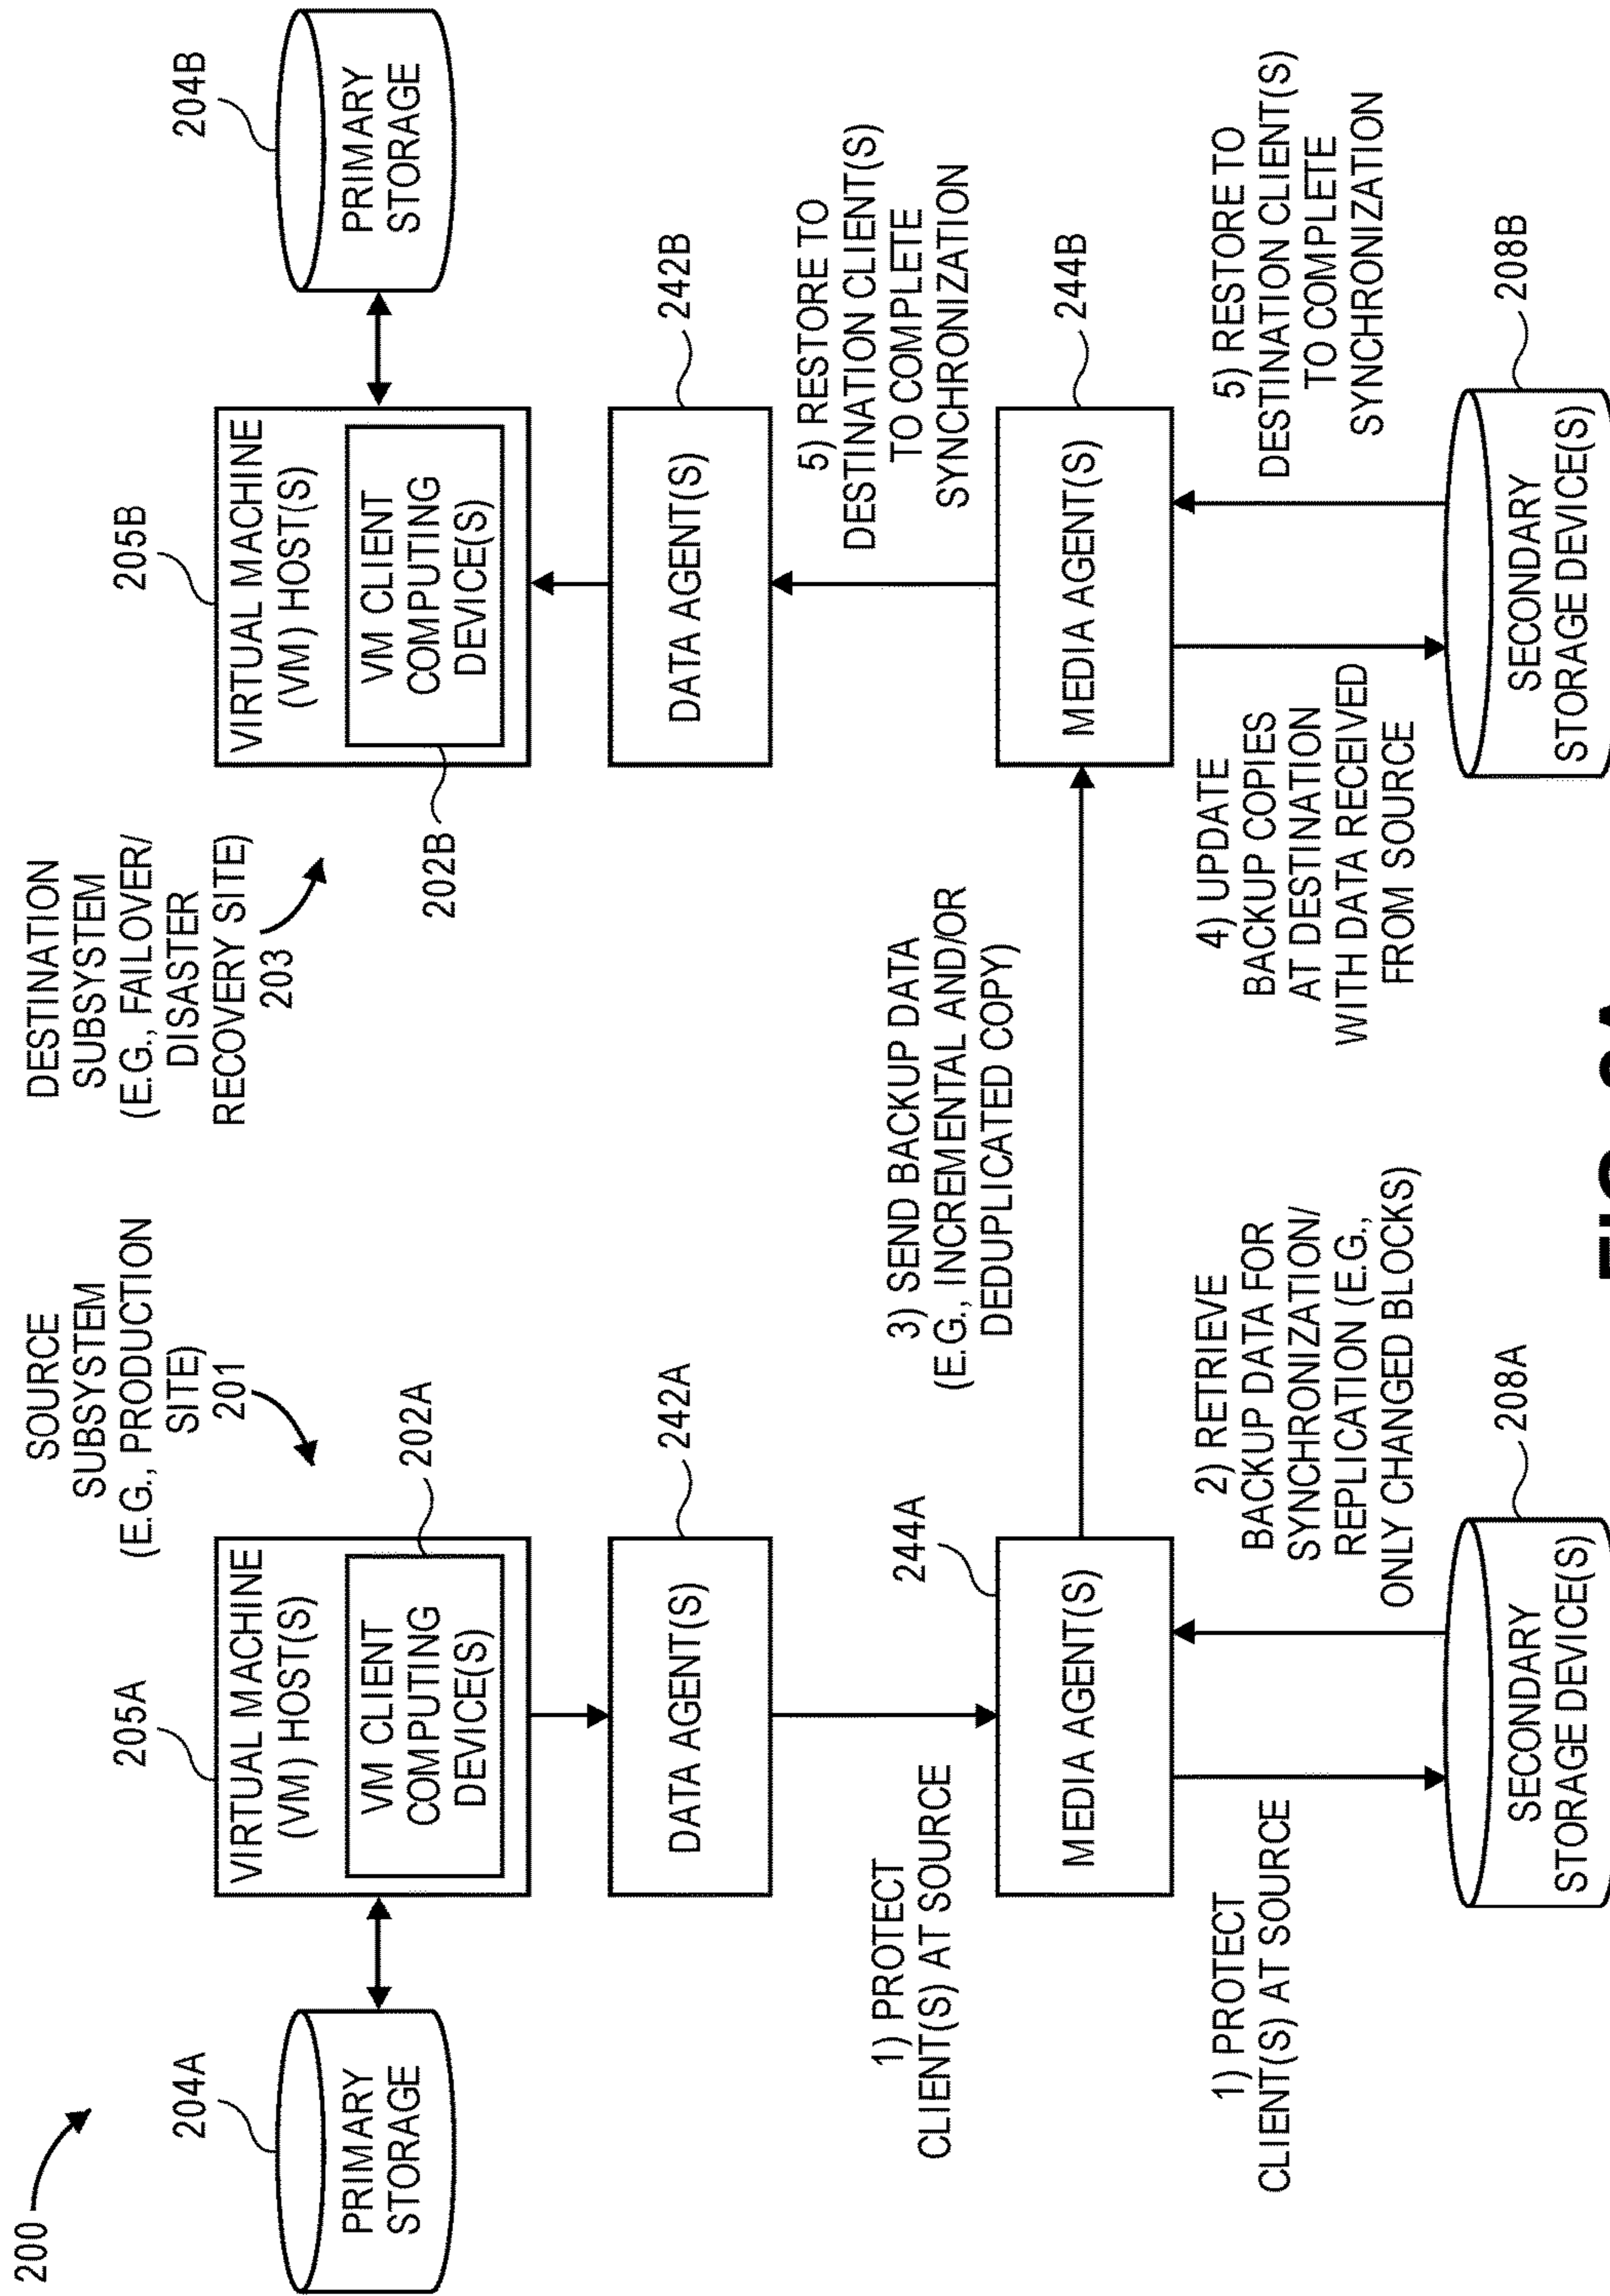 200
SOURCE
SUBSYSTEM
(E.G., PRODUCTION
SITE)
201
DESTINATION
SUBSYSTEM
(E.G., FAILOVER/
DISASTER
RECOVERY SITE)
203
204A
PRIMARY
STORAGE
205A
VIRTUAL MACHINE
(VM) HOST(S)
VM CLIENT
COMPUTING
DEVICE(S)
202A
202B
205B
VIRTUAL MACHINE
(VM) HOST(S)
VM CLIENT
COMPUTING
DEVICE(S)
204B
PRIMARY
STORAGE
DATA AGENT(S)
242A
DATA AGENT(S)
242B
1) PROTECT
CLIENT(S) AT SOURCE
3) SEND BACKUP DATA
(E.G., INCREMENTAL AND/OR
DEDUPLICATED COPY)
5) RESTORE TO
DESTINATION CLIENT(S)
TO COMPLETE
SYNCHRONIZATION
244A
MEDIA AGENT(S)
MEDIA AGENT(S)
244B
1) PROTECT
CLIENT(S) AT SOURCE
2) RETRIEVE
BACKUP DATA FOR
SYNCHRONIZATION/
REPLICATION (E.G.,
ONLY CHANGED BLOCKS)
4) UPDATE
BACKUP COPIES
AT DESTINATION
WITH DATA RECEIVED
FROM SOURCE
5) RESTORE TO
DESTINATION CLIENT(S)
TO COMPLETE
SYNCHRONIZATION
SECONDARY
STORAGE DEVICE(S)
208A
SECONDARY
STORAGE DEVICE(S)
208B